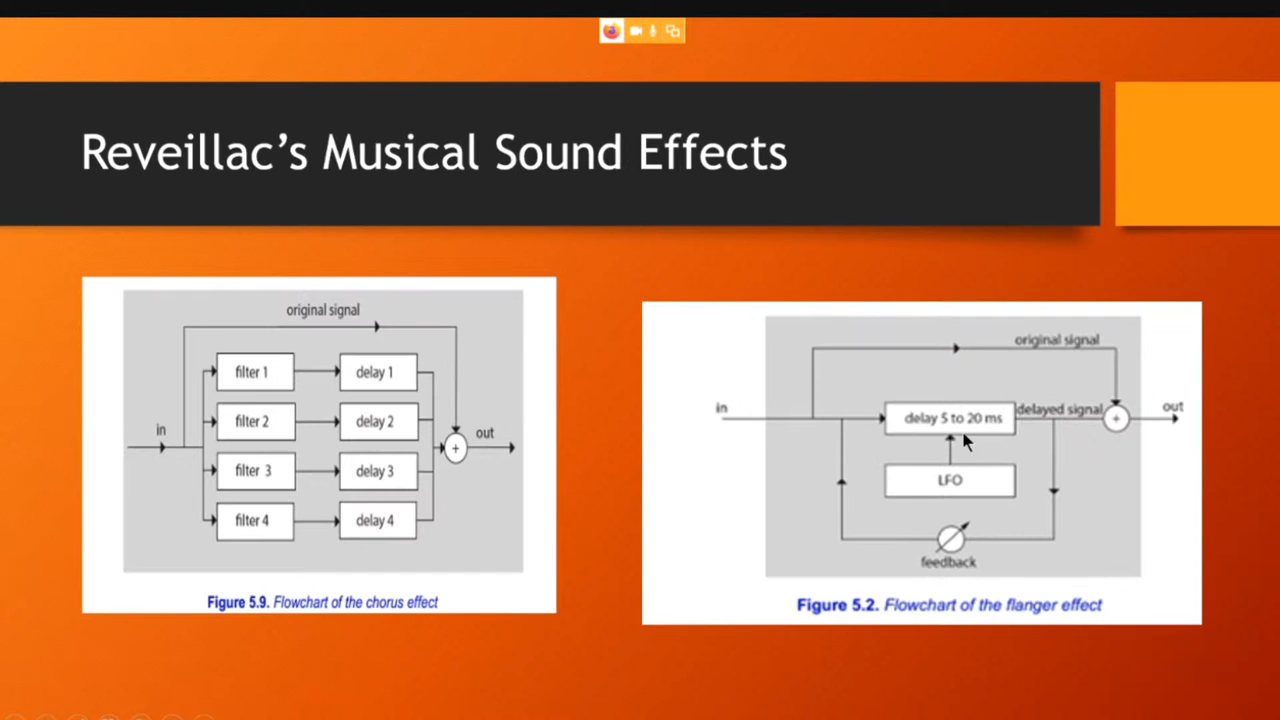 Reveillac's Musical Sound Effects
original signal
in
filter 1
delay 1
filter 2
delay 2
filter 3
delay 3
filter 4
delay 4
+
out
Figure 5.9. Flowchart of the chorus effect
original signal
in
delay 5 to 20 ms
delayed signal
+
out
LFO
feedback
Figure 5.2. Flowchart of the flanger effect